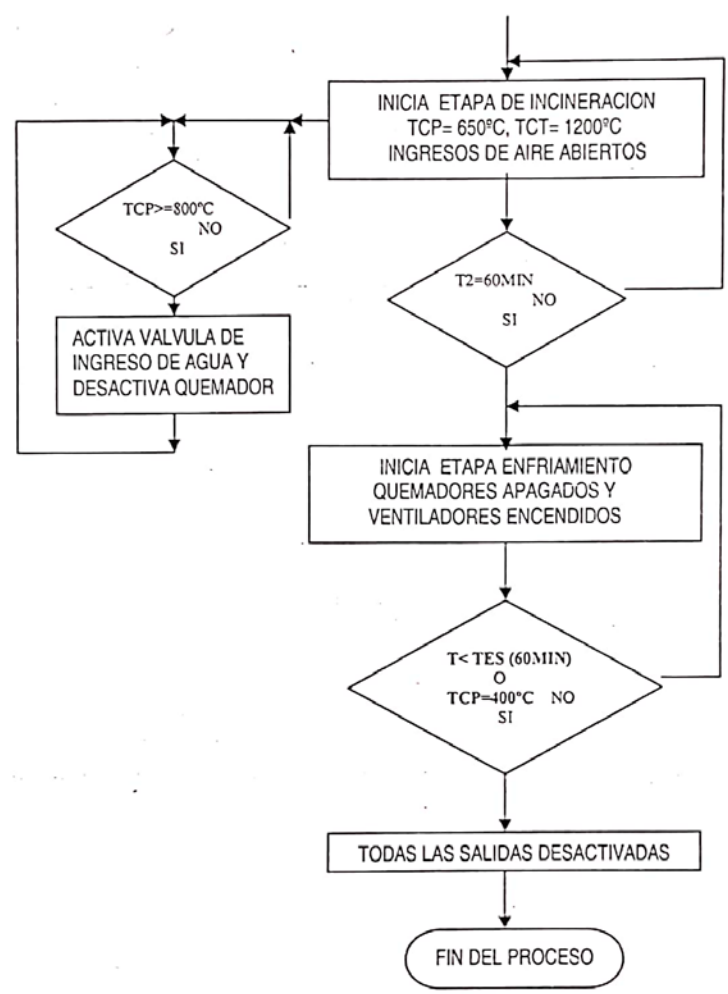 INICIA ETAPA DE INCINERACION
TCP= 650ºC, TCT= 1200ºC
INGRESOS DE AIRE ABIERTOS
TCP>=800°C
NO
SI
ACTIVA VALVULA DE
INGRESO DE AGUA Y
DESACTIVA QUEMADOR
T2=60MIN
NO
SI
INICIA ETAPA ENFRIAMIENTO
QUEMADORES APAGADOS Y
VENTILADORES ENCENDIDOS
T< TES (60MIN)
O
TCP=400°C NO
SI
TODAS LAS SALIDAS DESACTIVADAS
FIN DEL PROCESO